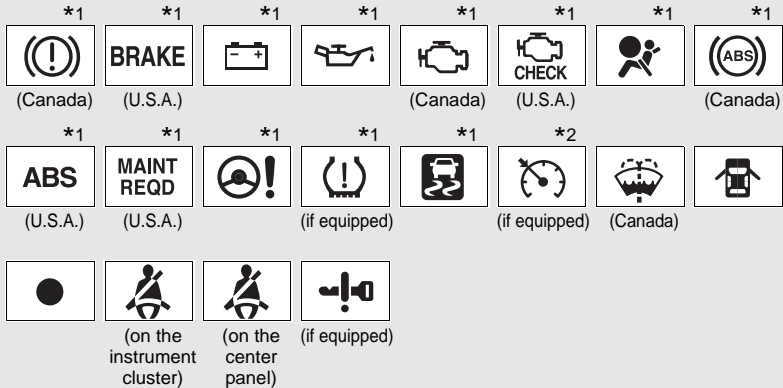 *1 *1 *1 *1 *1 *1 *1 *1
BRAKE CHECK ABS
(Canada) (U.S.A.) (Canada) (U.S.A.) (Canada)
*1 *1 *1 *1 *1 *2
ABS MAINT
REQD
(U.S.A.) (U.S.A.) (if equipped) (if equipped) (Canada)
(on the (on the (if equipped)
instrument center
cluster) panel)